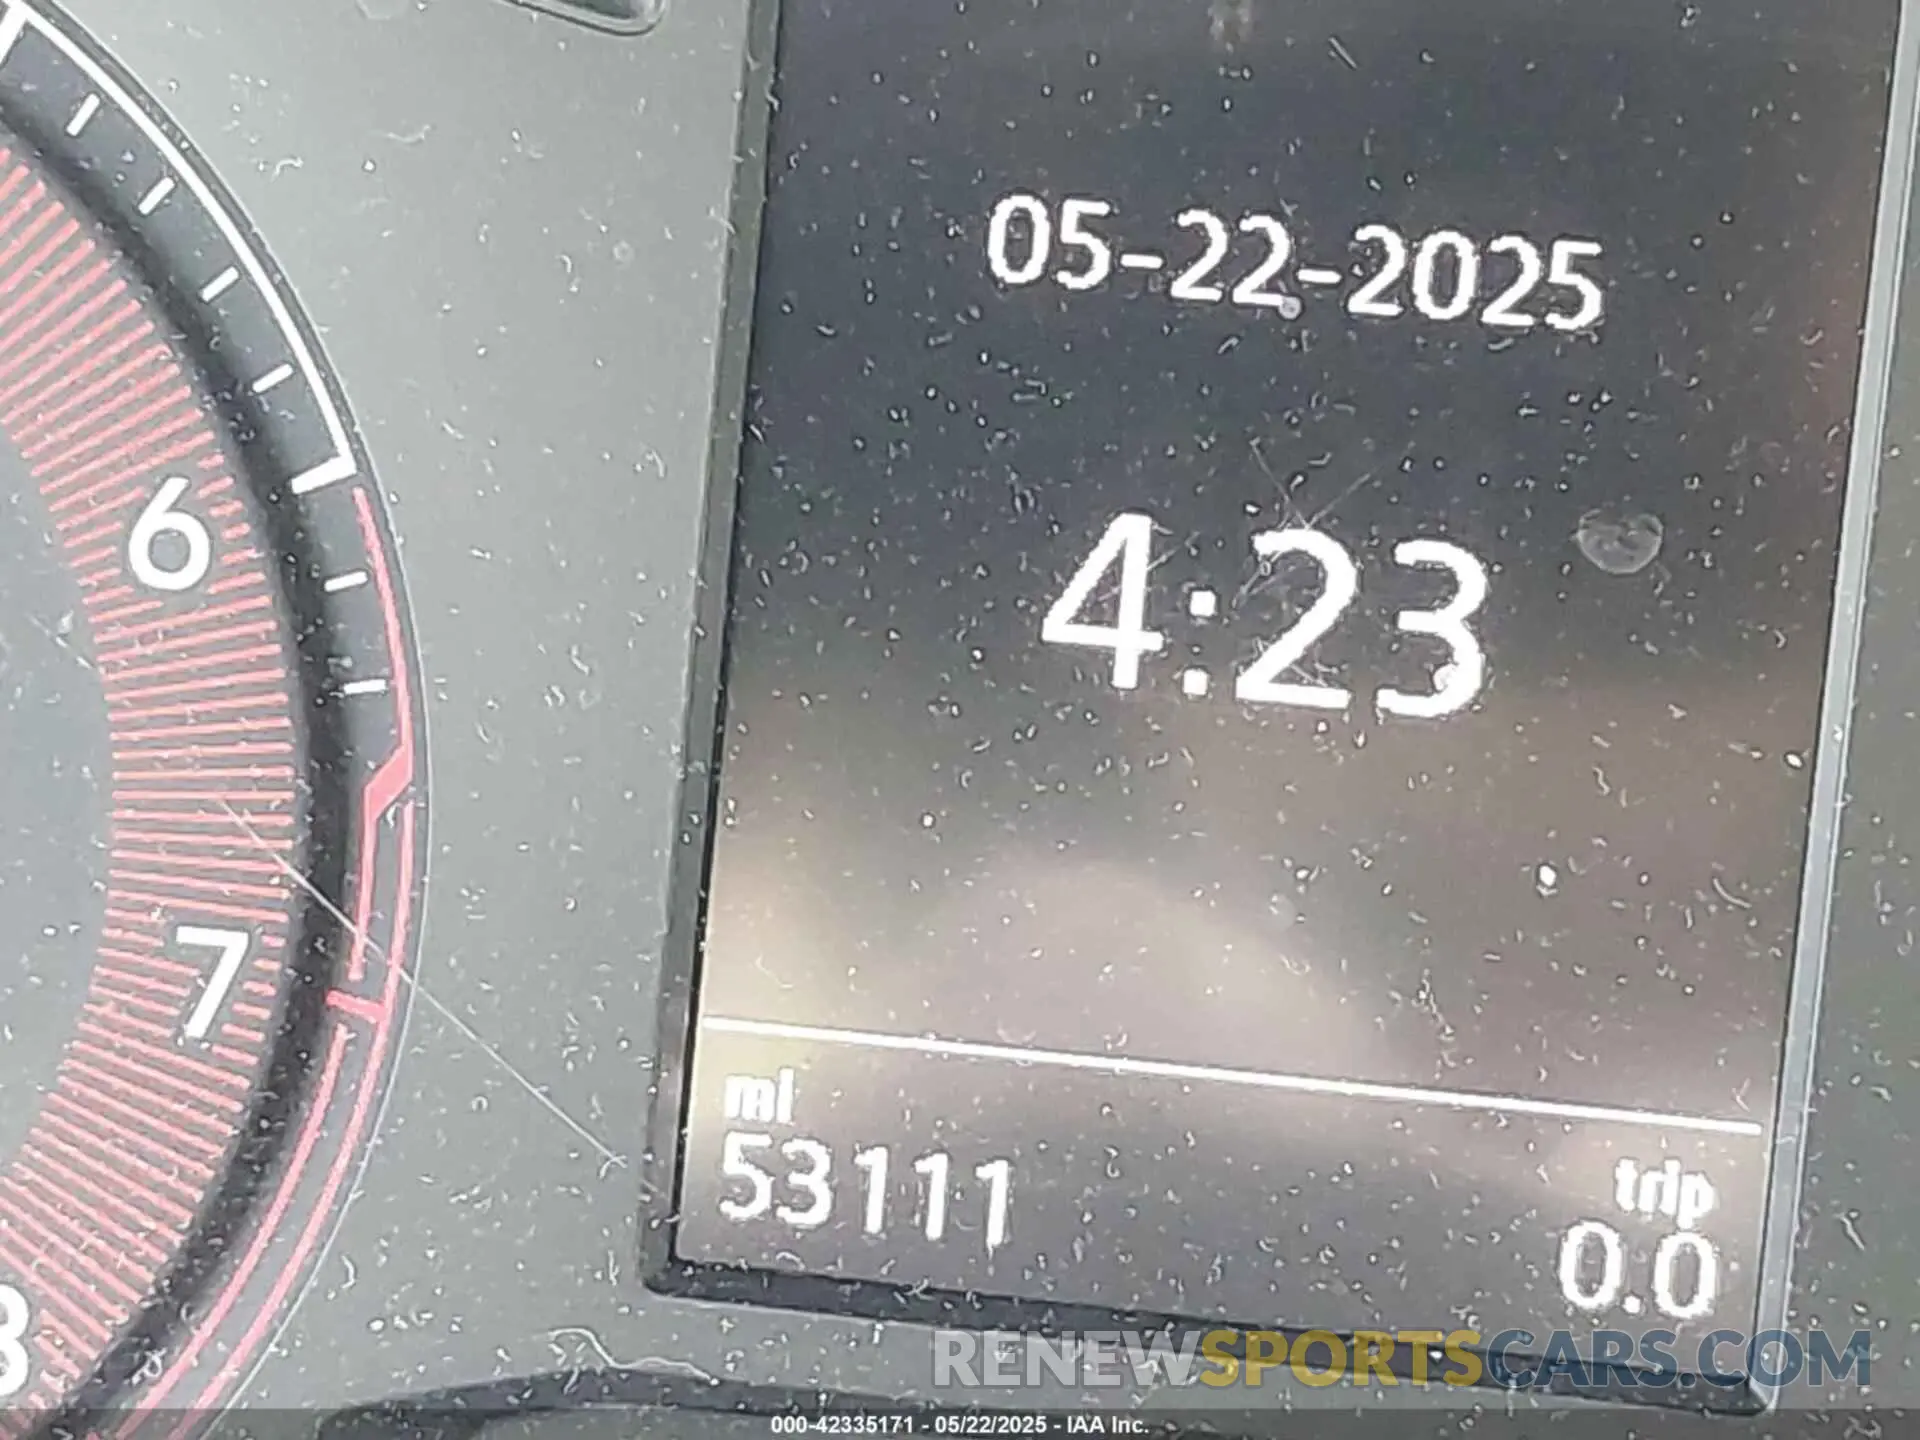 05-22-2025
4:23
6
7
8
mi
53111
trip
0.0
RENEWSPORTSCARS.COM
000-42335171 - 05/22/2025 - IAA Inc.